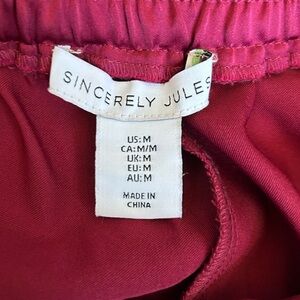 SINCERELY JULES
US: M
CA: M/M
UK: M
EU: M
AU: M
MADE IN
CHINA